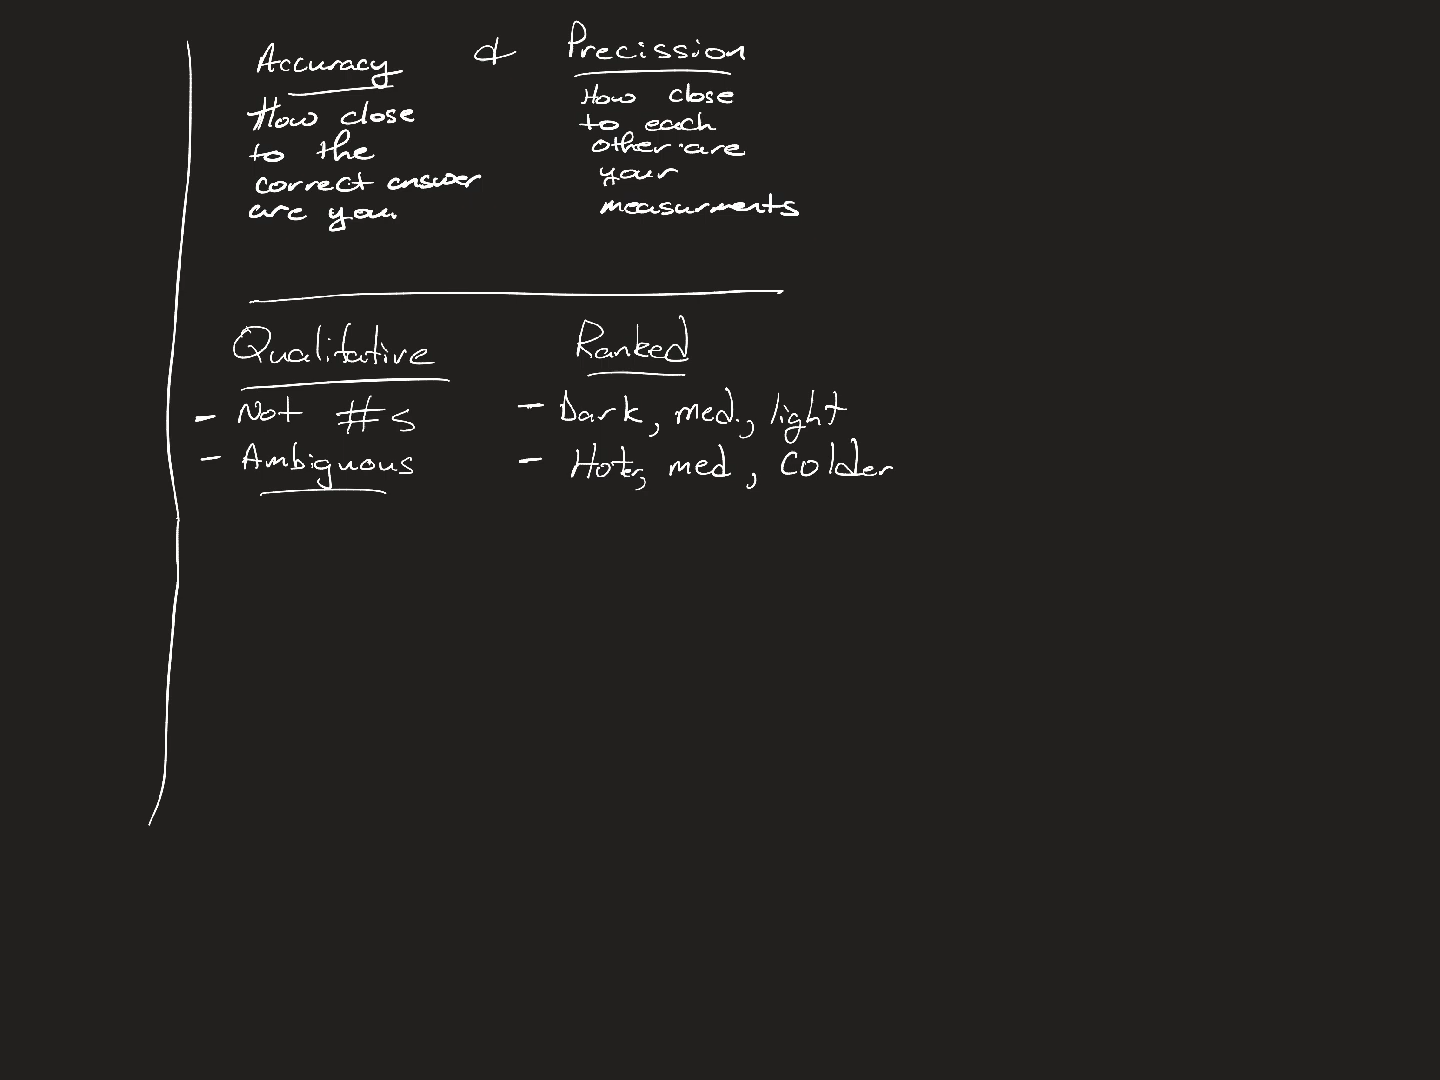 Accuracy & Precission
How close
to the
correct answer
are you.
How close
to each
other are
your
measurments
Qualitative
- Not #s
- Ambiguous
Ranked
- Dark, med., light
- Hoter, med, Colder